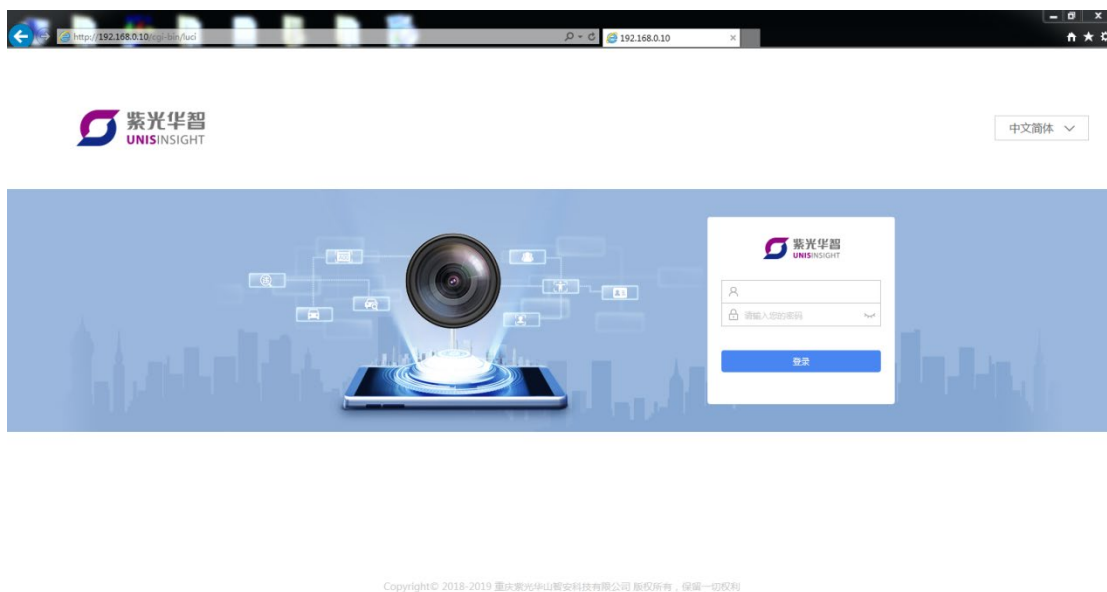 http://192.168.0.10/cgi-bin/luci
192.168.0.10
紫光华智
UNISINSIGHT
中文简体
紫光华智
UNISINSIGHT
请输入您的密码
登录
Copyright© 2018-2019 重庆紫光华山智安科技有限公司 版权所有，保留一切权利